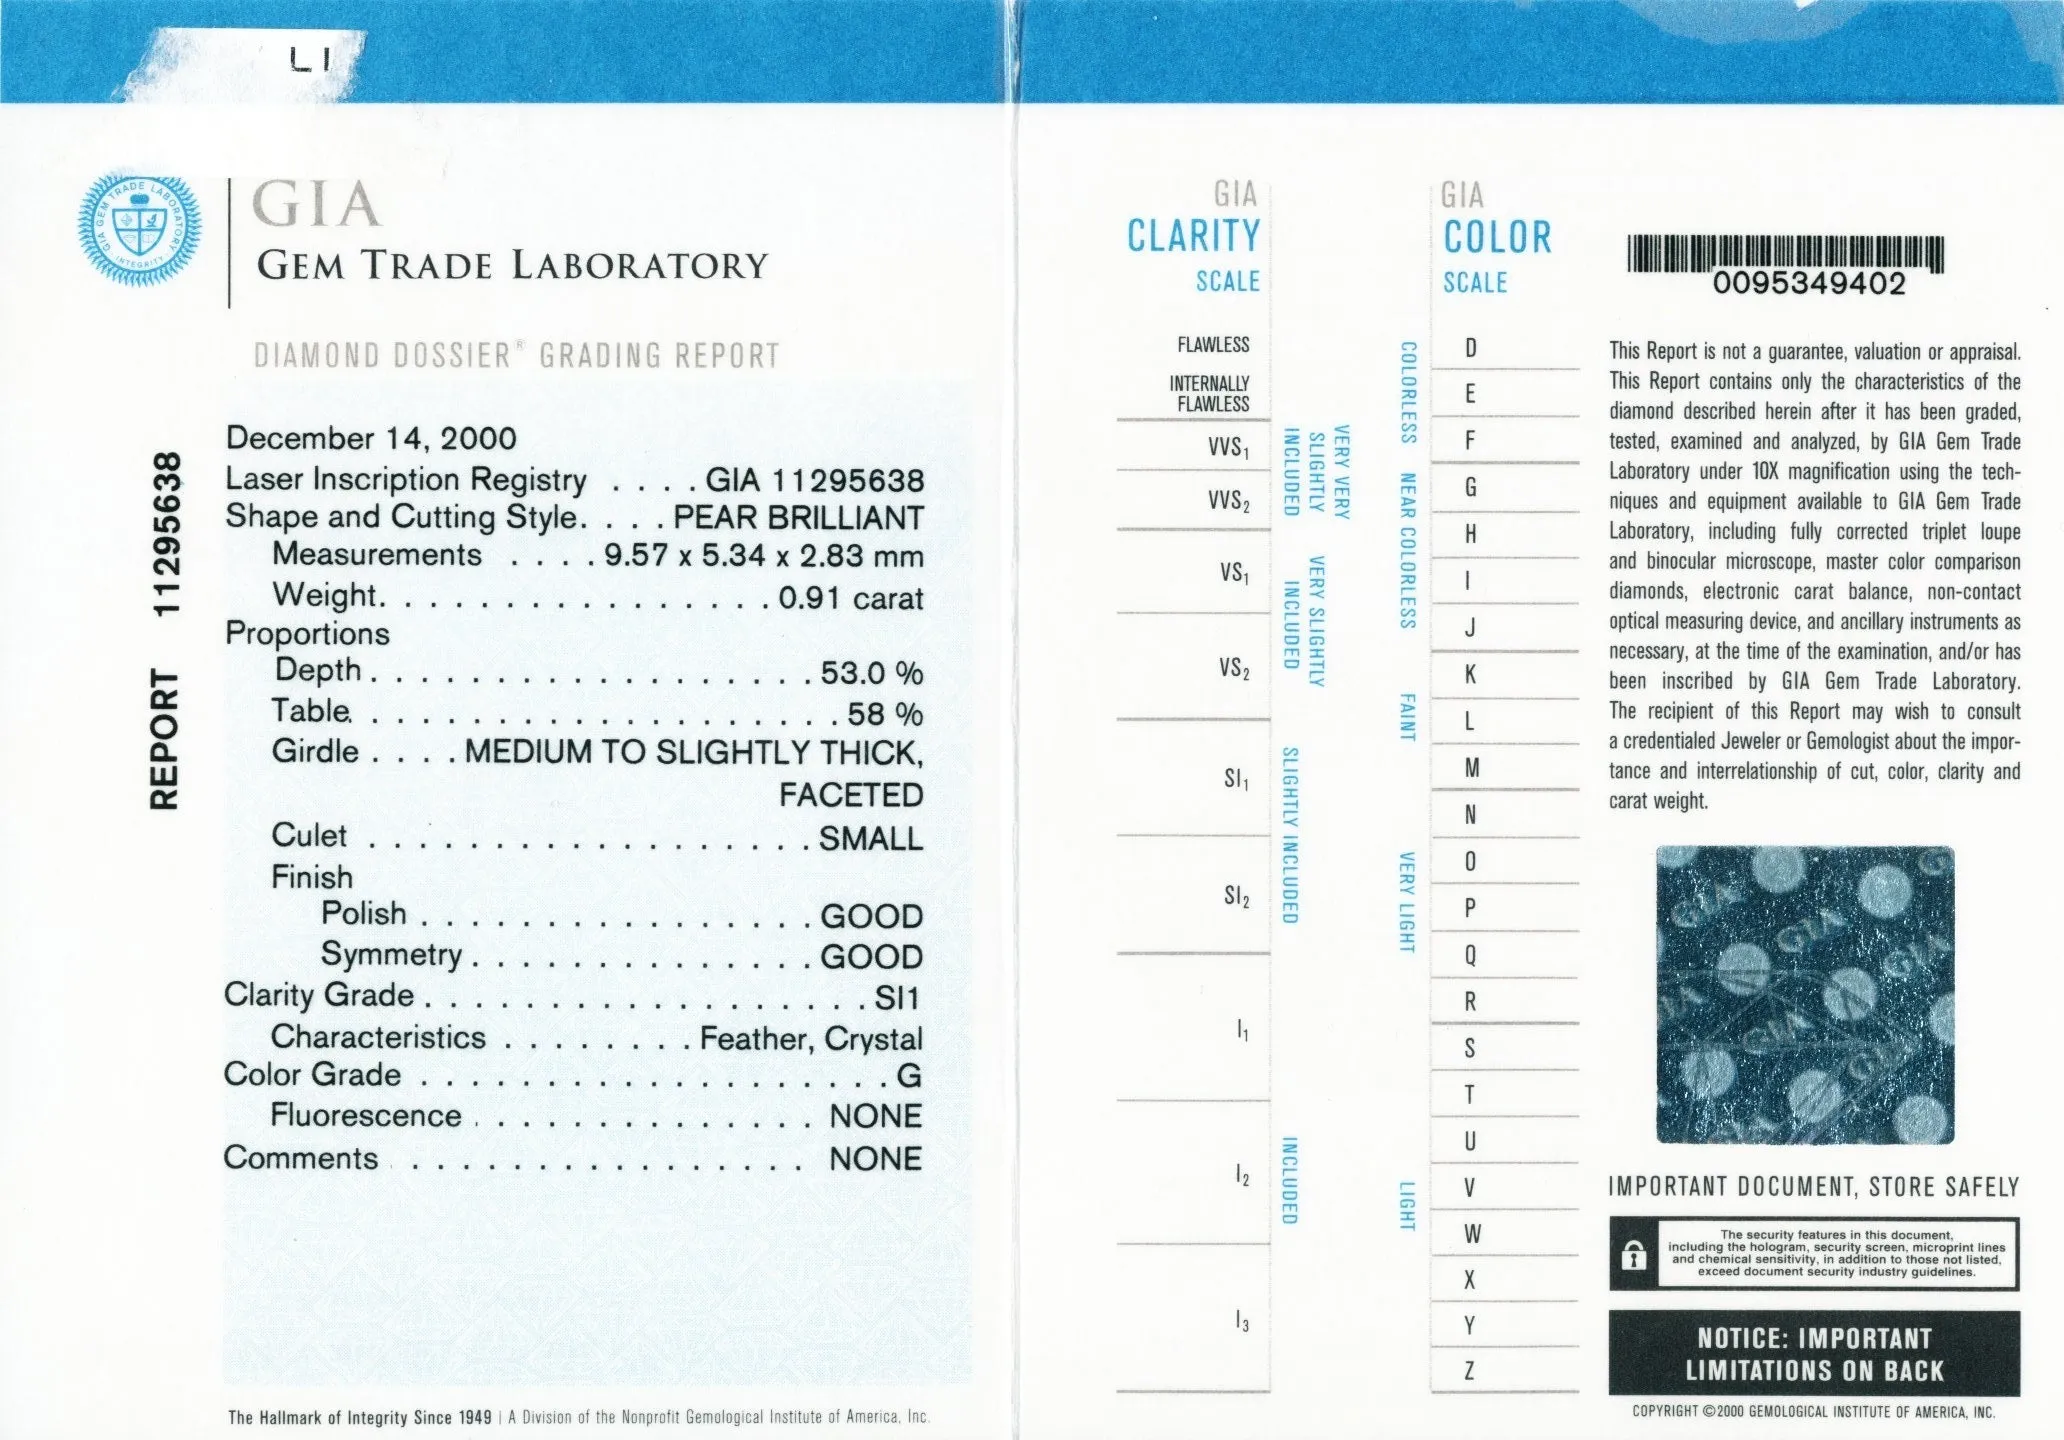 LI
GIA
GEM TRADE LABORATORY
GIA GEM TRADE LABORATORY
INTEGRITY
DIAMOND DOSSIER® GRADING REPORT
REPORT 11295638
December 14, 2000
Laser Inscription Registry . . . . GIA 11295638
Shape and Cutting Style. . . . PEAR BRILLIANT
Measurements . . . . 9.57 x 5.34 x 2.83 mm
Weight. . . . . . . . . . . . . . . . . 0.91 carat
Proportions
Depth . . . . . . . . . . . . . . . . . . 53.0 %
Table. . . . . . . . . . . . . . . . . . . . 58 %
Girdle . . . . MEDIUM TO SLIGHTLY THICK,
FACETED
Culet . . . . . . . . . . . . . . . . . . SMALL
Finish
Polish . . . . . . . . . . . . . . . . GOOD
Symmetry . . . . . . . . . . . . . . GOOD
Clarity Grade . . . . . . . . . . . . . . . . . . SI1
Characteristics . . . . . . . . Feather, Crystal
Color Grade . . . . . . . . . . . . . . . . . . . G
Fluorescence . . . . . . . . . . . . . . NONE
Comments . . . . . . . . . . . . . . . . . NONE
The Hallmark of Integrity Since 1949 | A Division of the Nonprofit Gemological Institute of America, Inc.
GIA
CLARITY
SCALE
FLAWLESS
INTERNALLY
FLAWLESS
VVS1
VVS2
VS1
VS2
SI1
SI2
I1
I2
I3
VERY VERY
SLIGHTLY
INCLUDED
VERY SLIGHTLY
INCLUDED
SLIGHTLY INCLUDED
INCLUDED
GIA
COLOR
SCALE
COLORLESS
NEAR COLORLESS
FAINT
VERY LIGHT
LIGHT
D
E
F
G
H
I
J
K
L
M
N
O
P
Q
R
S
T
U
V
W
X
Y
Z
0095349402
This Report is not a guarantee, valuation or appraisal.
This Report contains only the characteristics of the
diamond described herein after it has been graded,
tested, examined and analyzed, by GIA Gem Trade
Laboratory under 10X magnification using the tech-
niques and equipment available to GIA Gem Trade
Laboratory, including fully corrected triplet loupe
and binocular microscope, master color comparison
diamonds, electronic carat balance, non-contact
optical measuring device, and ancillary instruments as
necessary, at the time of the examination, and/or has
been inscribed by GIA Gem Trade Laboratory.
The recipient of this Report may wish to consult
a credentialed Jeweler or Gemologist about the impor-
tance and interrelationship of cut, color, clarity and
carat weight.
GIA
GIA
GIA
GIA
GIA
IMPORTANT DOCUMENT, STORE SAFELY
The security features in this document,
including the hologram, security screen, microprint lines
and chemical sensitivity, in addition to those not listed,
exceed document security industry guidelines.
NOTICE: IMPORTANT
LIMITATIONS ON BACK
COPYRIGHT ©2000 GEMOLOGICAL INSTITUTE OF AMERICA, INC.